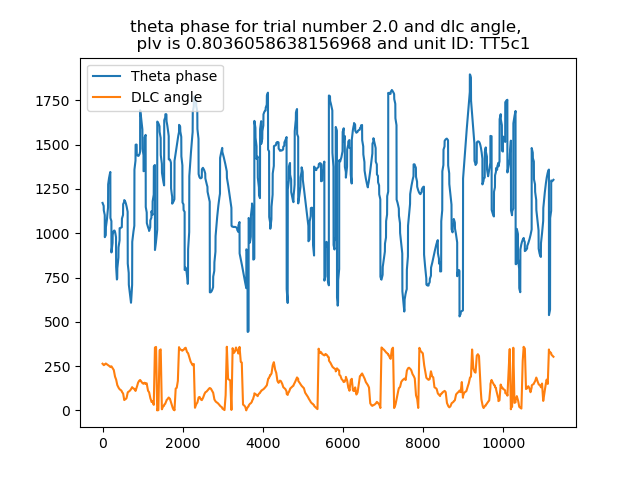 theta phase for trial number 2.0 and dlc angle,
plv is 0.8036058638156968 and unit ID: TT5c1
Theta phase
DLC angle
1750
1500
1250
1000
750
500
250
0
0 2000 4000 6000 8000 10000